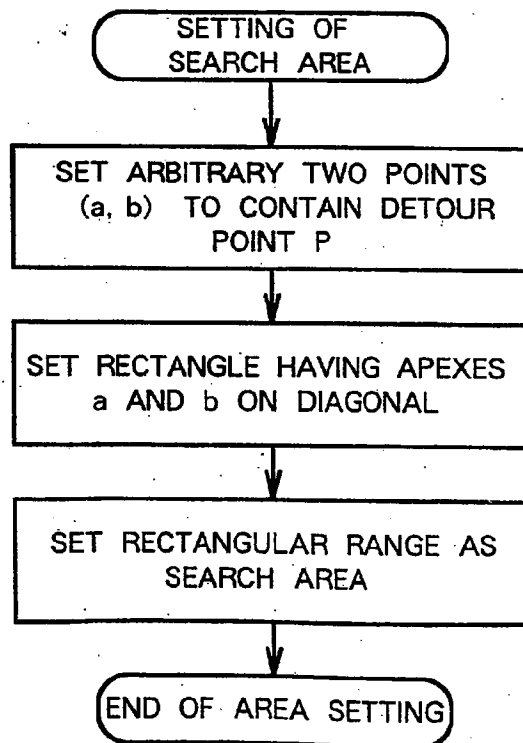 SETTING OF
SEARCH AREA
SET ARBITRARY TWO POINTS
(a, b) TO CONTAIN DETOUR
POINT P
SET RECTANGLE HAVING APEXES
a AND b ON DIAGONAL
SET RECTANGULAR RANGE AS
SEARCH AREA
END OF AREA SETTING